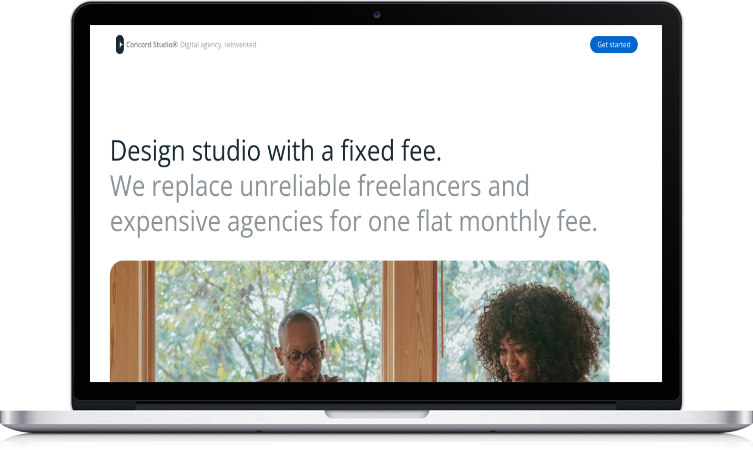 Concord Studio® Digital agency, reinvented
Get started
Design studio with a fixed fee.
We replace unreliable freelancers and
expensive agencies for one flat monthly fee.